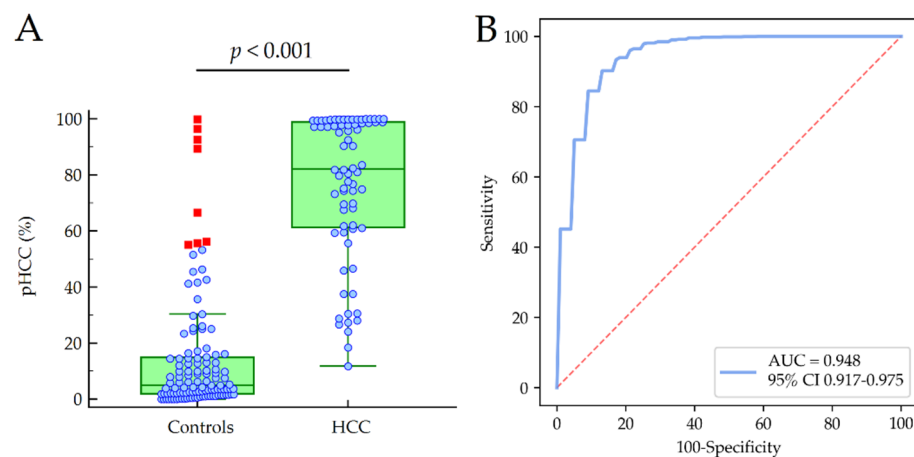 A
p < 0.001
pHCC (%)
100
80
60
40
20
0
Controls
HCC
B
Sensitivity
100
80
60
40
20
0
0
20
40
60
80
100
100-Specificity
AUC = 0.948
95% CI 0.917-0.975